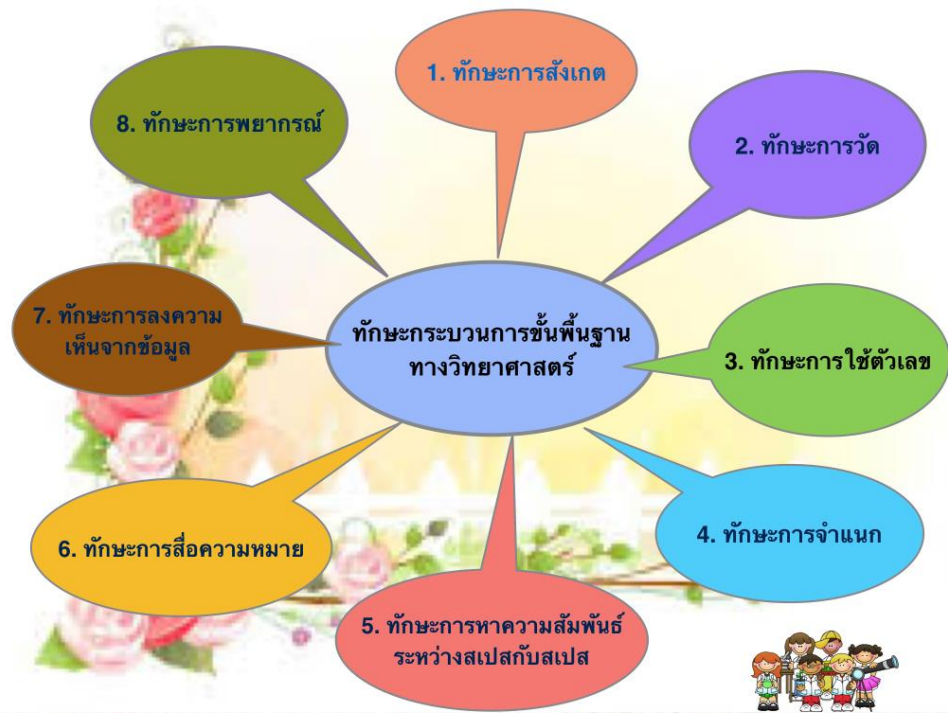 ทักษะกระบวนการขั้นพื้นฐาน
ทางวิทยาศาสตร์
1. ทักษะการสังเกต
2. ทักษะการวัด
3. ทักษะการใช้ตัวเลข
4. ทักษะการจำแนก
5. ทักษะการหาความสัมพันธ์
ระหว่างสเปสกับสเปส
6. ทักษะการสื่อความหมาย
7. ทักษะการลงความ
เห็นจากข้อมูล
8. ทักษะการพยากรณ์